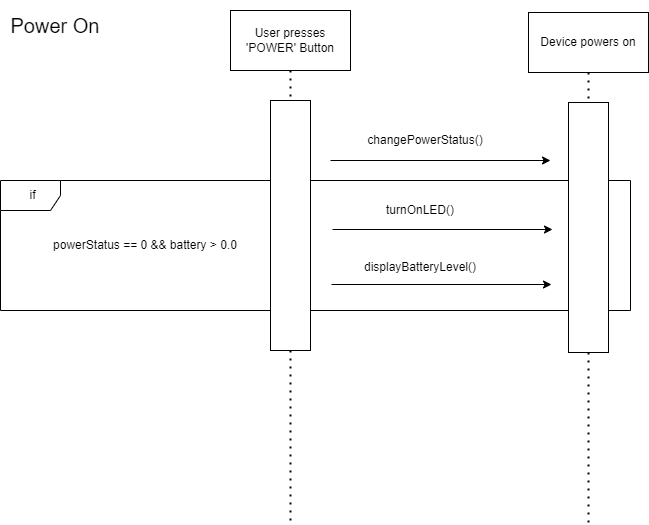 Power On
User presses
'POWER' Button
Device powers on
changePowerStatus()
if
turnOnLED()
powerStatus == 0 && battery > 0.0
displayBatteryLevel()